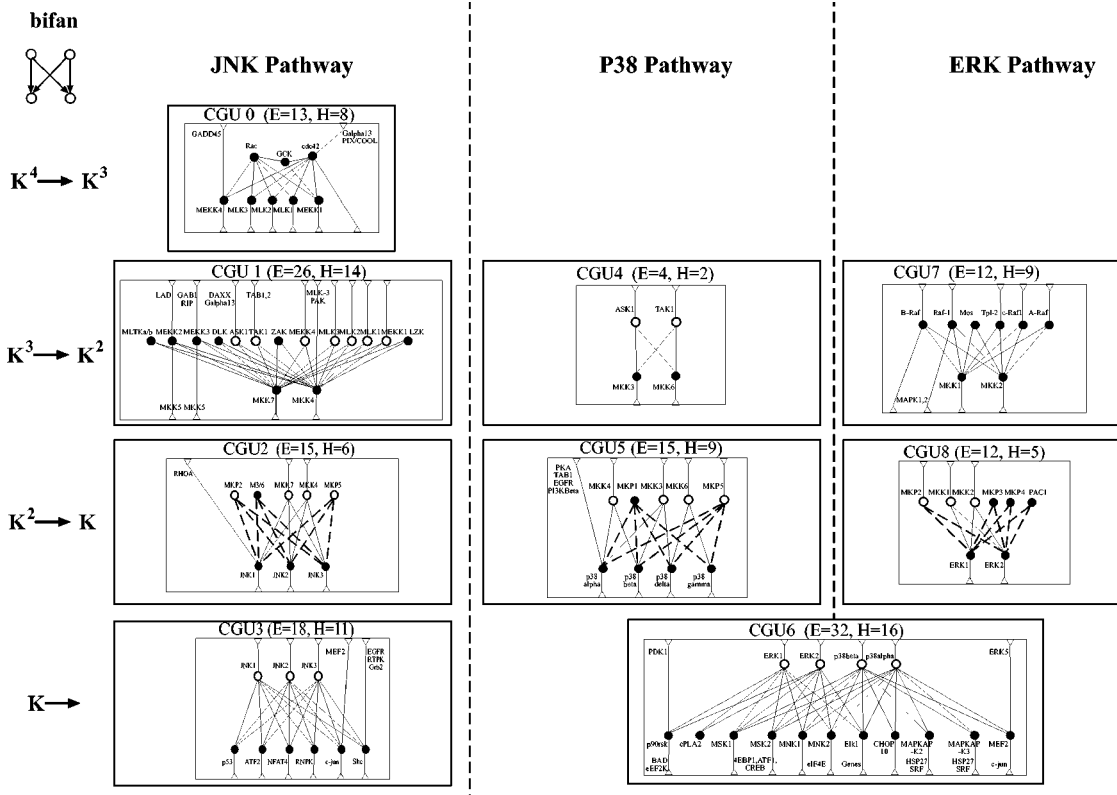 bifan
JNK Pathway
P38 Pathway
ERK Pathway
K4 → K3
CGU 0 (E=13, H=8)
GADD45
Galpha13
PIX/COOL
Rac
GCK
cdc42
MEKK4 MLK3 MLK2 MLK1 MEKK1
K3 → K2
CGU 1 (E=26, H=14)
LAD
GAB1
RIP
DAXX
Galpha13
TAB1,2
MLK-3
PAK
MLTKa/b MEKK2 MEKK3 DLK ASK1 TAK1 ZAK MEKK4 MLK3 MLK2 MLK1 MEKK1 LZK
MKK7
MKK4
MKK5 MKK5
CGU4 (E=4, H=2)
ASK1
TAK1
MKK3
MKK6
CGU7 (E=12, H=9)
B-Raf Raf-1 Mos Tpl-2 c-Raf1 A-Raf
MKK1
MKK2
MAPK1,2
K2 → K
CGU2 (E=15, H=6)
RHOA
MKP2 M3/6 MKK7 MKK4 MKP5
JNK1 JNK2 JNK3
CGU5 (E=15, H=9)
PKA
TAB1
EGFR
PI3KBeta
MKK4 MKP1 MKK3 MKK6 MKP5
p38 alpha
p38 beta
p38 delta
p38 gamma
CGU8 (E=12, H=5)
MKP2 MKK1 MKK2 MKP3 MKP4 PAC1
ERK1 ERK2
K →
CGU3 (E=18, H=11)
JNK1 JNK2 JNK3
MEF2
EGFR
RTPK
Grb2
p53 ATF2 NFAT4 RNPK c-jun Shc
CGU6 (E=32, H=16)
PDK1
ERK1 ERK2 p38beta p38alpha
ERK5
p90rsk cPLA2 MSK1 MSK2 MNK1 MNK2 Elk1
CHOP
10
MAPKAP
-K2
MAPKAP
-K3
MEF2
BAD
eEF2K
4EBP1,ATF1,
CREB
eIF4E
Genes
HSP27
SRF
HSP27
SRF
c-jun